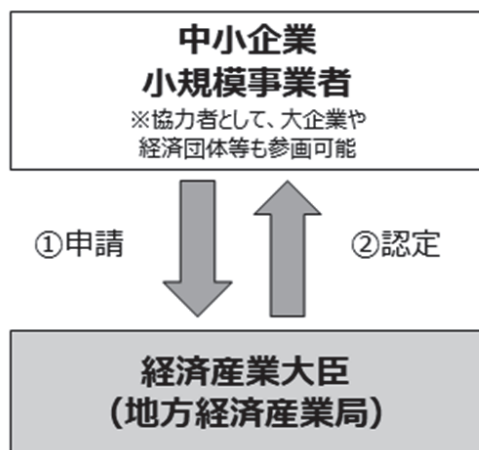 中小企業
小規模事業者
※協力者として、大企業や
経済団体等も参画可能
①申請
②認定
経済産業大臣
（地方経済産業局）